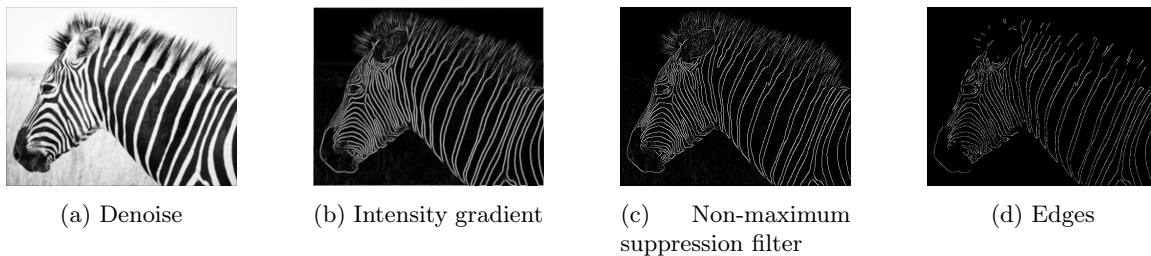 (a) Denoise
(b) Intensity gradient
(c) Non-maximum
suppression filter
(d) Edges